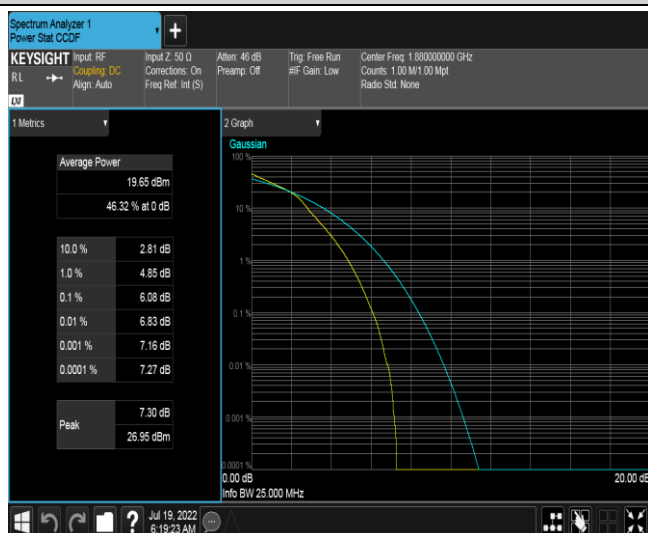 Spectrum Analyzer 1
Power Stat CCDF
+
KEYSIGHT
RL
LXI
Input: RF
Coupling: DC
Align: Auto
Input Z: 50 Ω
Corrections: On
Freq Ref: Int (S)
Atten: 46 dB
Preamp: Off
Trig: Free Run
#IF Gain: Low
Center Freq: 1.880000000 GHz
Counts: 1.00 M/1.00 Mpt
Radio Std: None
1 Metrics
Average Power
19.65 dBm
46.32 % at 0 dB
10.0 % 2.81 dB
1.0 % 4.85 dB
0.1 % 6.08 dB
0.01 % 6.83 dB
0.001 % 7.16 dB
0.0001 % 7.27 dB
Peak
7.30 dB
26.95 dBm
2 Graph
Gaussian
100 %
10 %
1 %
0.1 %
0.01 %
0.001 %
0.0001 %
0.00 dB 20.00 dB
Info BW 25.000 MHz
?
Jul 19, 2022
6:19:23 AM